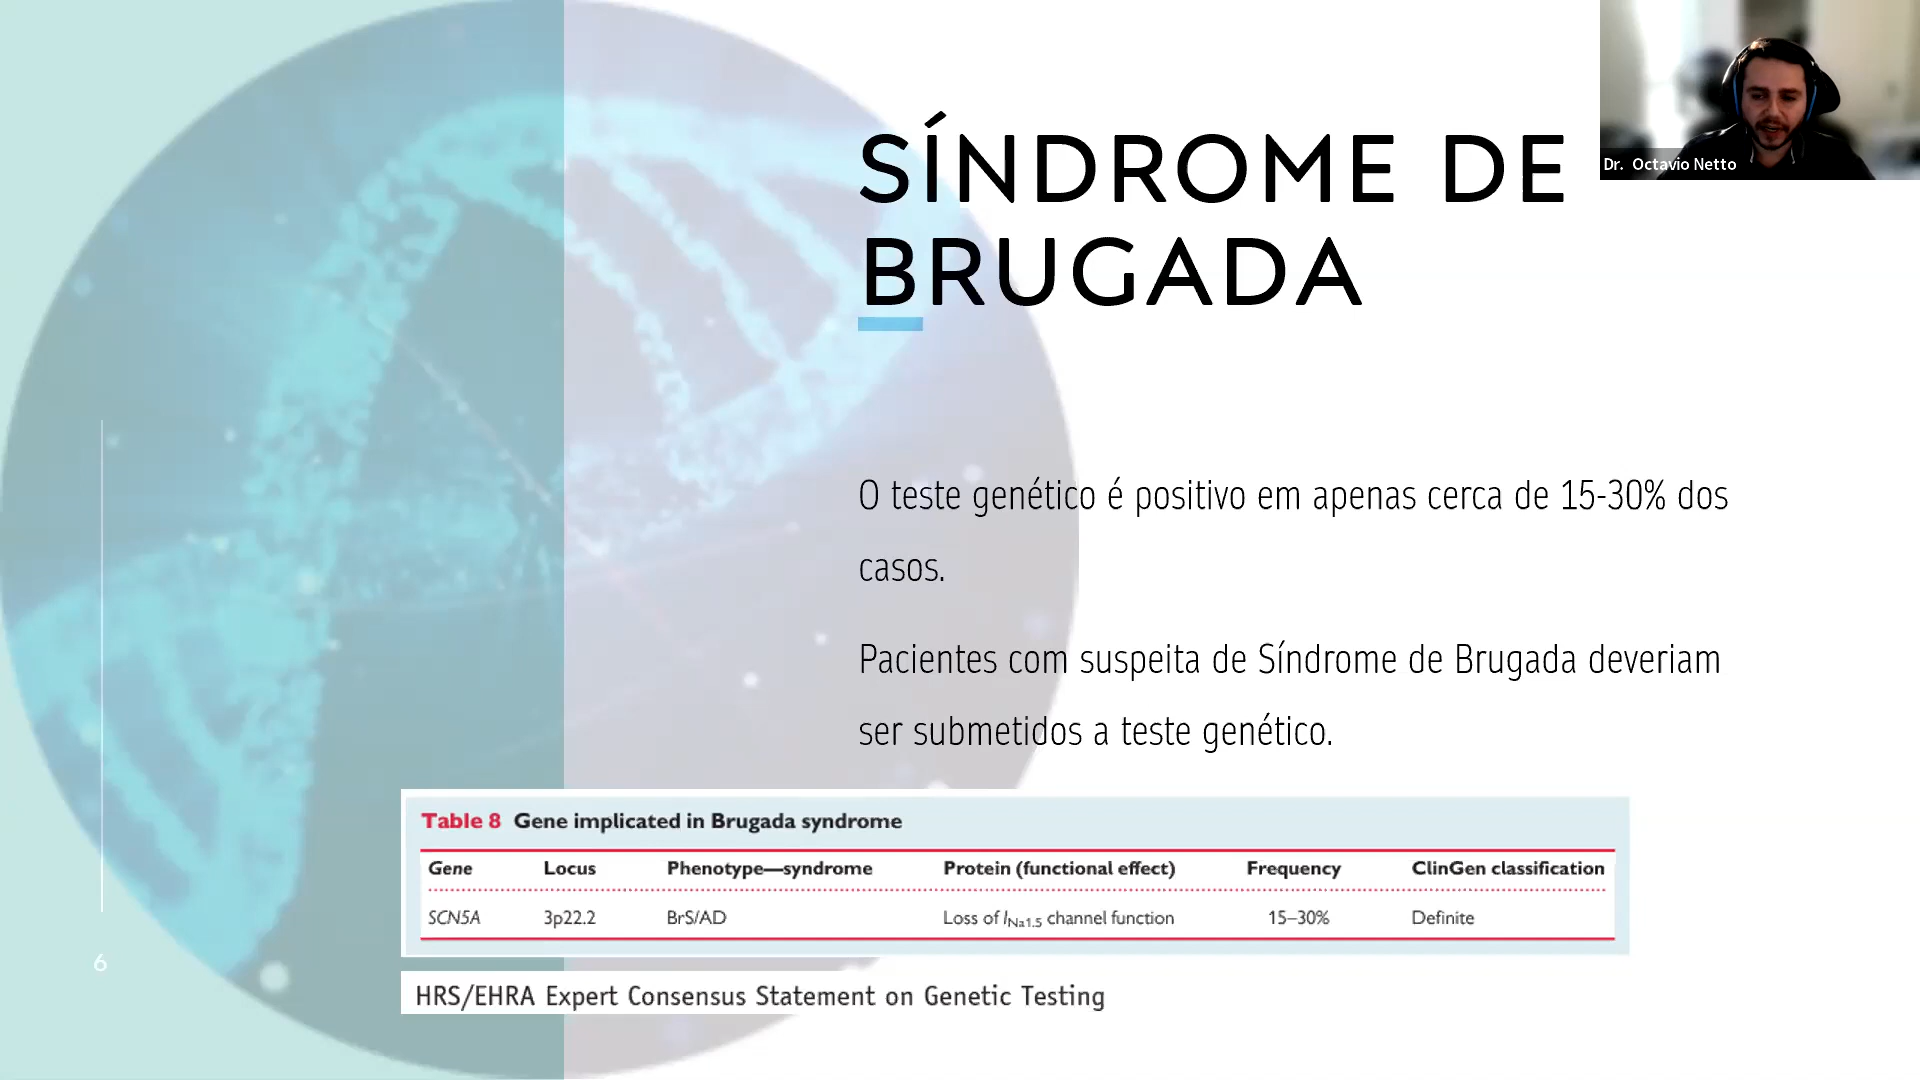 SÍNDROME DE
BRUGADA
Dr. Octavio Netto
O teste genético é positivo em apenas cerca de 15-30% dos
casos.
Pacientes com suspeita de Síndrome de Brugada deveriam
ser submetidos a teste genético.
Table 8 Gene implicated in Brugada syndrome
Gene Locus Phenotype—syndrome Protein (functional effect) Frequency ClinGen classification
SCN5A 3p22.2 BrS/AD Loss of INa1.5 channel function 15–30% Definite
6
HRS/EHRA Expert Consensus Statement on Genetic Testing